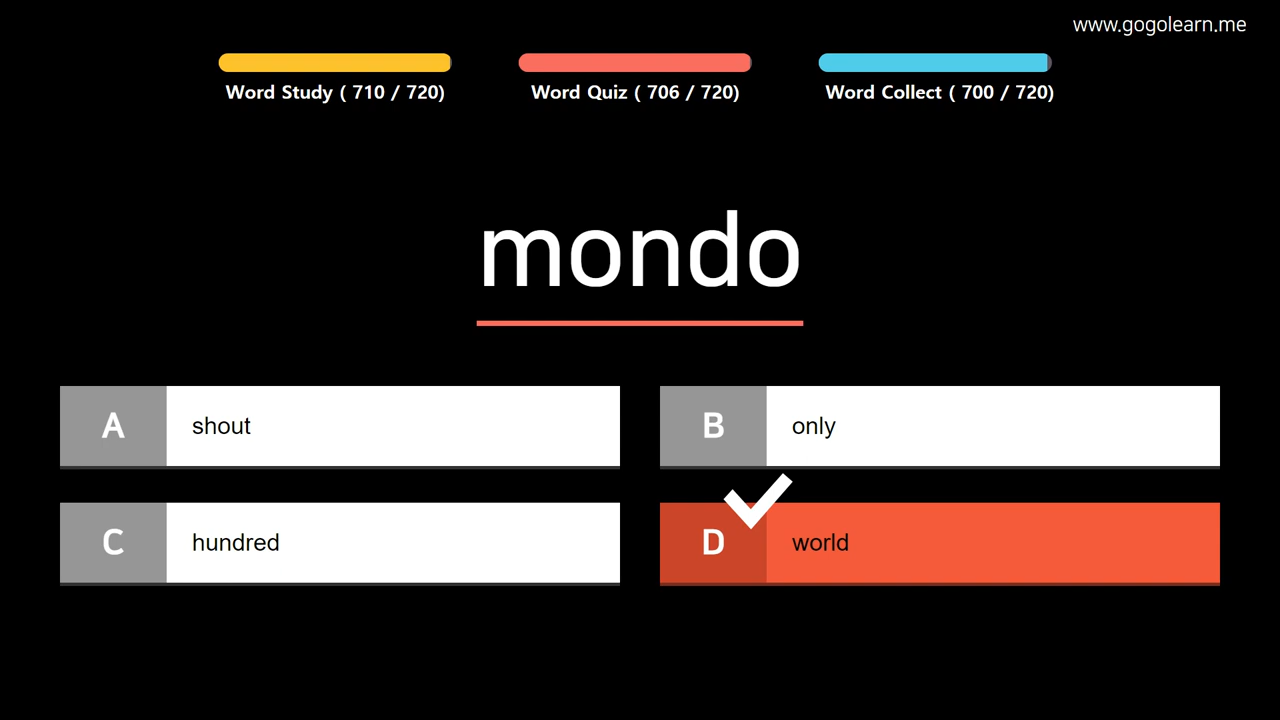 www.gogolearn.me
Word Study ( 710 / 720)
Word Quiz ( 706 / 720)
Word Collect ( 700 / 720)
mondo
A shout
B only
C hundred
D world